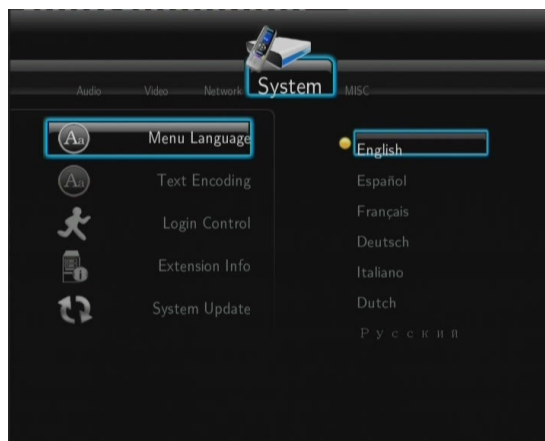 Audio Video Network System MISC
Menu Language
Text Encoding
Login Control
Extension Info
System Update
English
Español
Français
Deutsch
Italiano
Dutch
Русский